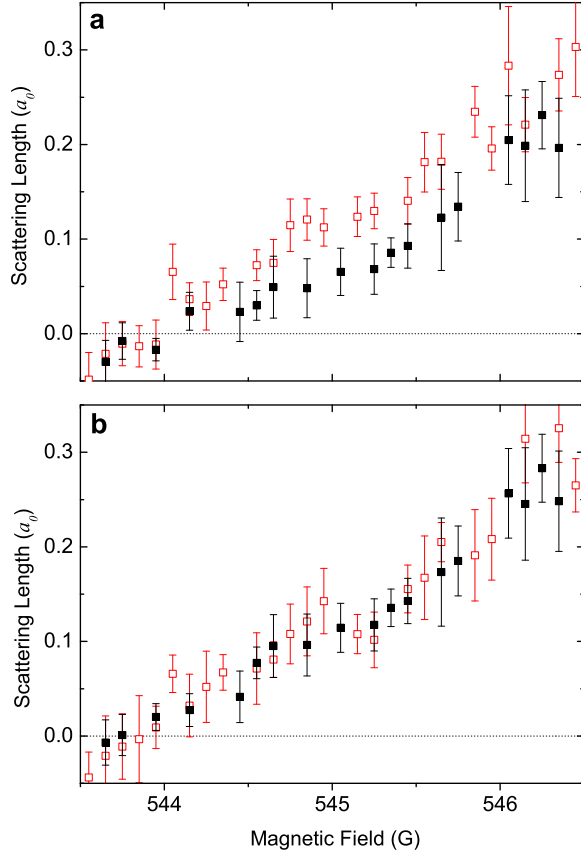 a
0.3
0.2
0.1
0.0
Scattering Length (a₀)
b
0.3
0.2
0.1
0.0
Scattering Length (a₀)
544 545 546
Magnetic Field (G)